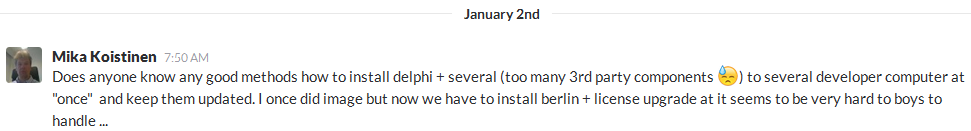 January 2nd
Mika Koistinen 7:50 AM
Does anyone know any good methods how to install delphi + several (too many 3rd party components 😓) to several developer computer at
"once"  and keep them updated. I once did image but now we have to install berlin + license upgrade at it seems to be very hard to boys to
handle ...